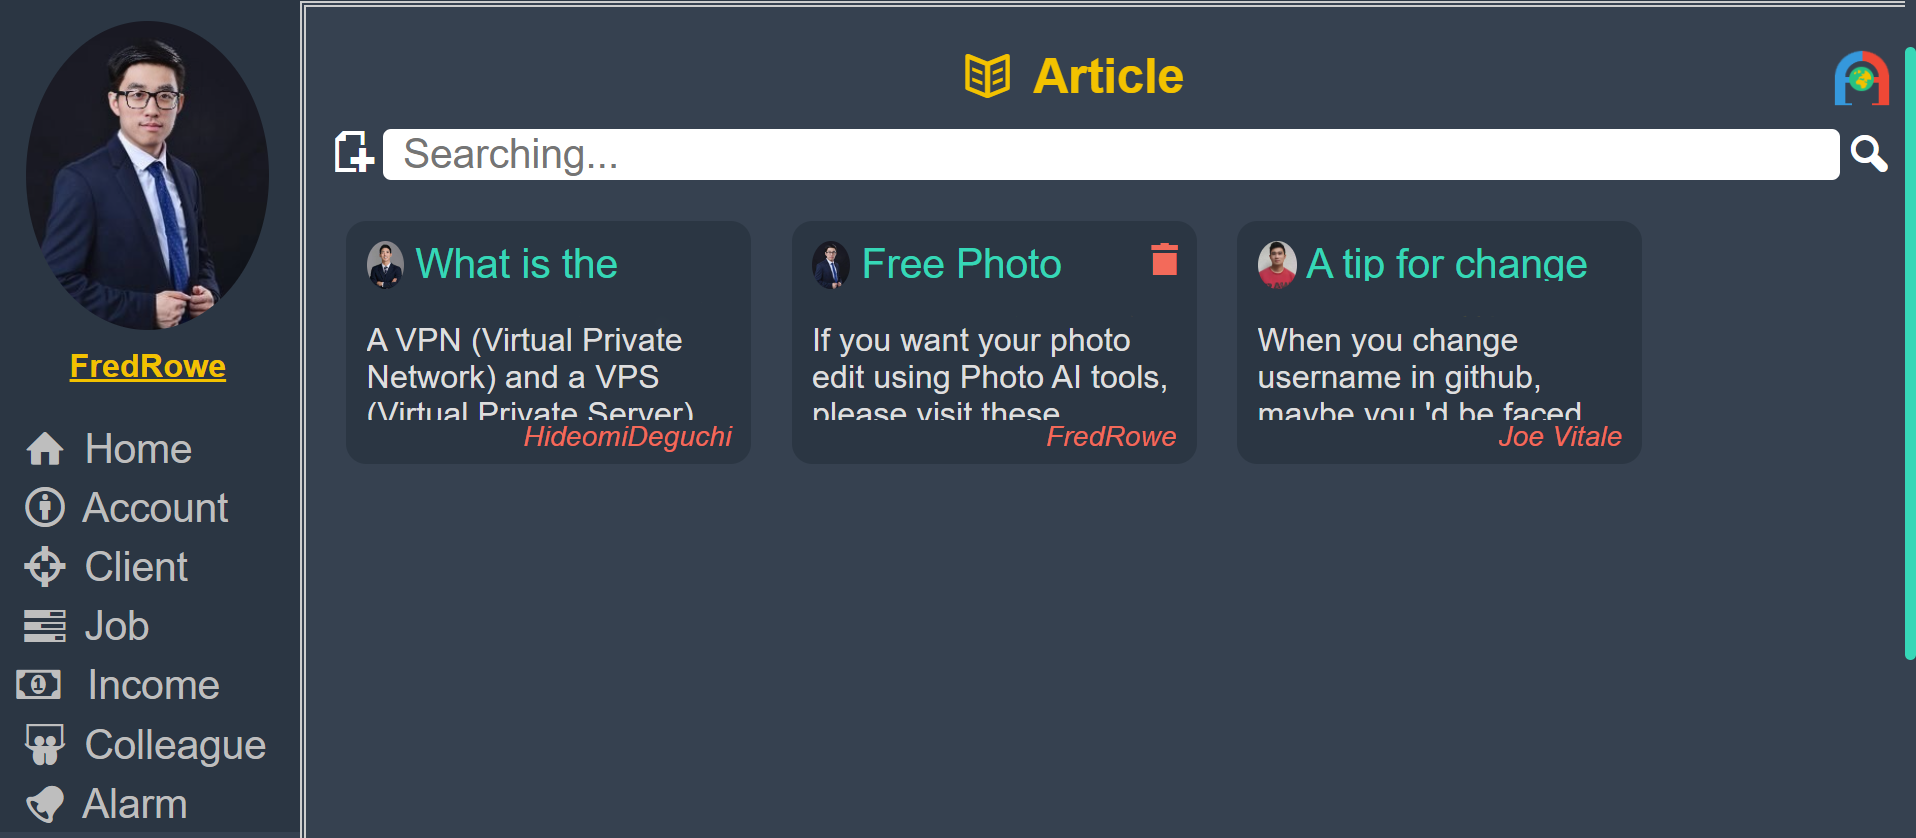 FredRowe
Home
Account
Client
Job
Income
Colleague
Alarm
Article
Searching...
What is the
A VPN (Virtual Private
Network) and a VPS
(Virtual Private Server)
HideomiDeguchi
Free Photo
If you want your photo
edit using Photo AI tools,
please visit these
FredRowe
A tip for change
When you change
username in github,
maybe you 'd be faced
Joe Vitale